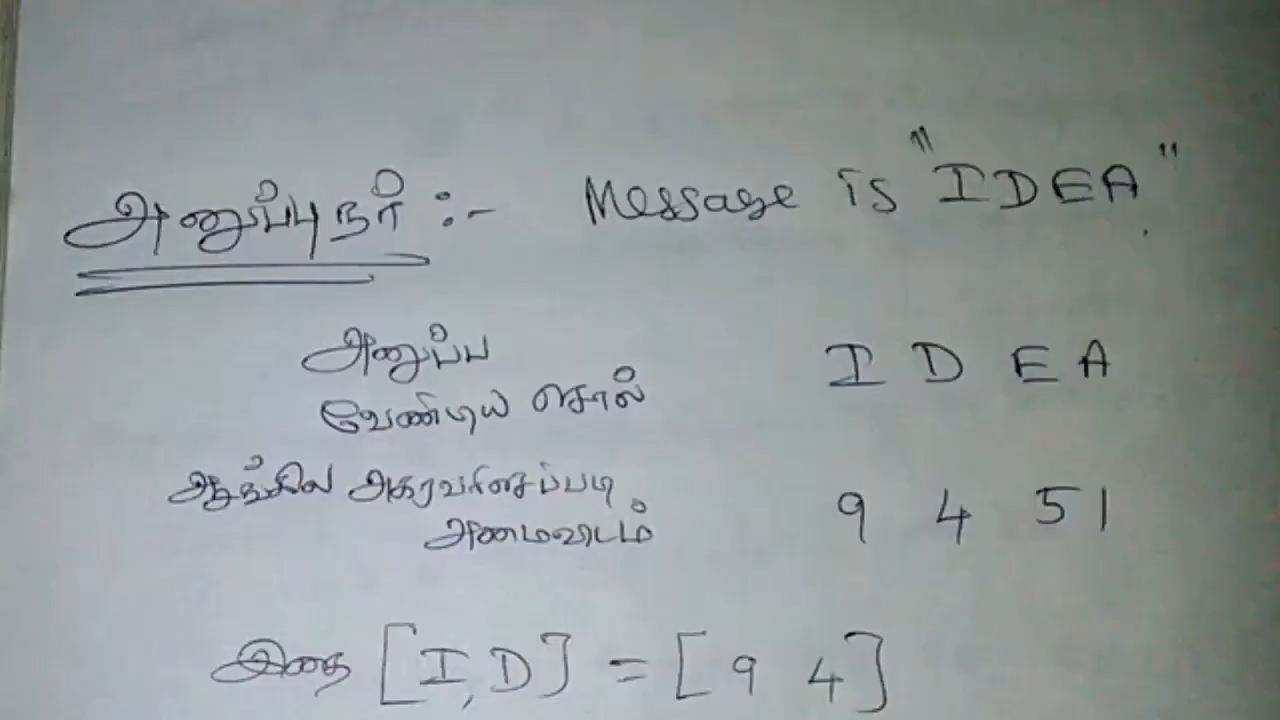 அனுப்புநர் :- Message is "IDEA"
அனுப்ப I D E A
வேண்டிய சொல்
ஆங்கில அகரவரிசைப்படி 9 4 5 1
அமைவிடம்
இதை [I, D] = [9 4]